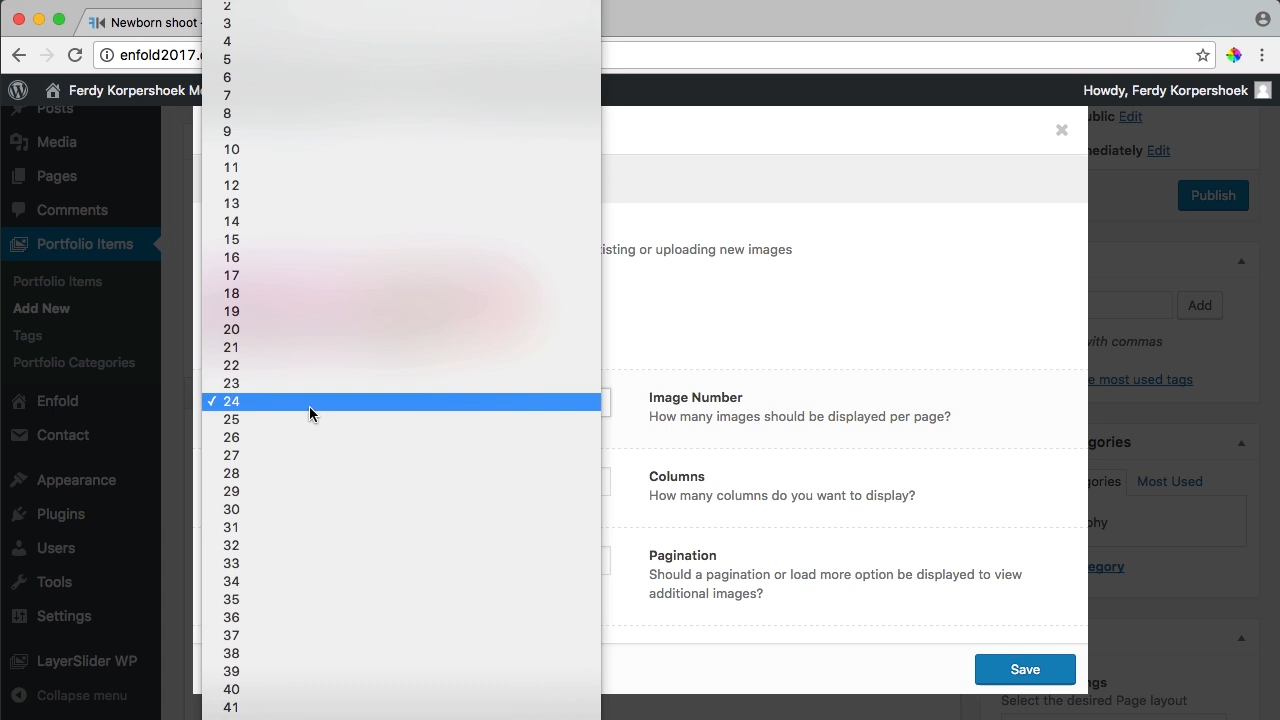 Newborn shoot -
enfold2017.
Ferdy Korpershoek M
Howdy, Ferdy Korpershoek
Posts
Media
Pages
Comments
Portfolio Items
Portfolio Items
Add New
Tags
Portfolio Categories
Enfold
Contact
Appearance
Plugins
Users
Tools
Settings
LayerSlider WP
Collapse menu
2
3
4
5
6
7
8
9
10
11
12
13
14
15
16
17
18
19
20
21
22
23
✓ 24
25
26
27
28
29
30
31
32
33
34
35
36
37
38
39
40
41
isting or uploading new images
Image Number
How many images should be displayed per page?
Columns
How many columns do you want to display?
Pagination
Should a pagination or load more option be displayed to view
additional images?
Save
ublic Edit
mediately Edit
Publish
Add
with commas
e most used tags
gories
gories Most Used
phy
egory
ngs
Select the desired Page layout